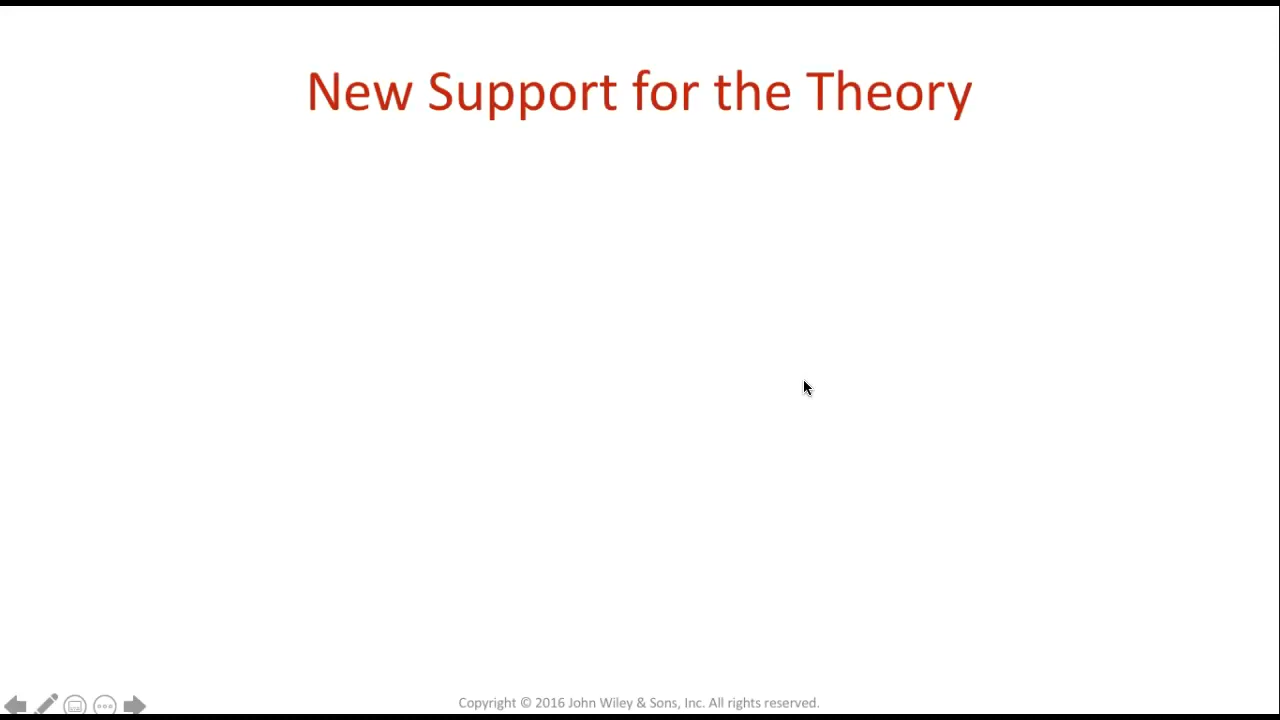 New Support for the Theory
Copyright © 2016 John Wiley & Sons, Inc. All rights reserved.